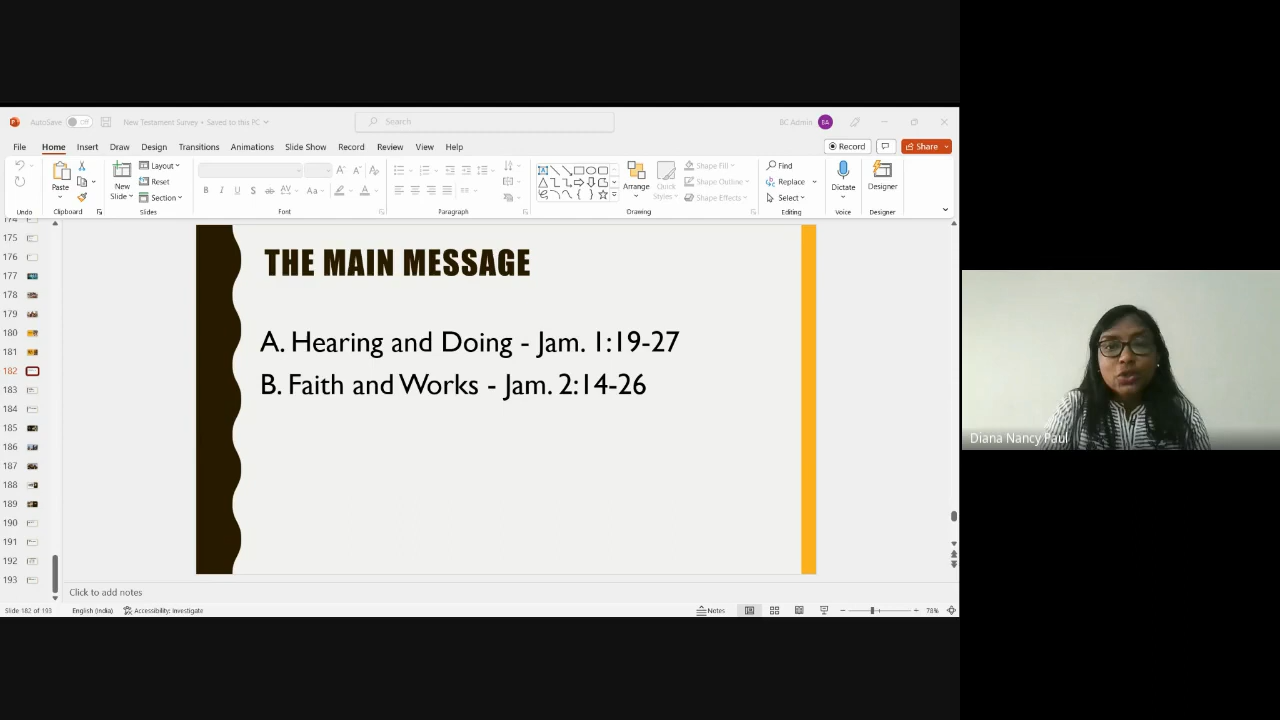 AutoSave Off New Testament Survey • Saved to this PC Search BC Admin BA
File Home Insert Draw Design Transitions Animations Slide Show Record Review View Help Record Share
Paste New Slide Layout Reset Section Arrange Quick Styles Shape Fill Shape Outline Shape Effects Find Replace Select Dictate Designer
Undo Clipboard Slides Font Paragraph Drawing Editing Voice Designer
174
175
176
177
178
179
180
181
182
183
184
185
186
187
188
189
190
191
192
193
THE MAIN MESSAGE
A. Hearing and Doing - Jam. 1:19-27
B. Faith and Works - Jam. 2:14-26
Diana Nancy Paul
Click to add notes
Slide 182 of 193 English (India) Accessibility: Investigate Notes 78%